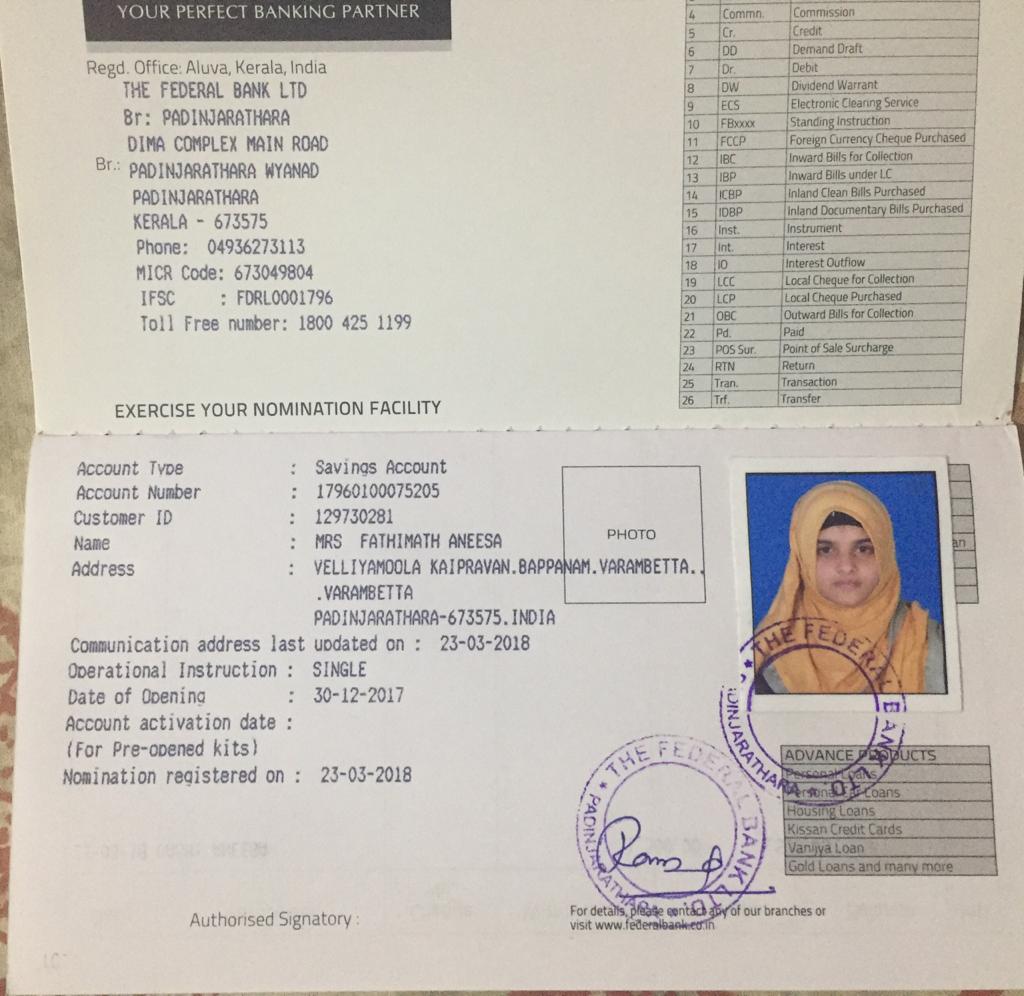 YOUR PERFECT BANKING PARTNER
Regd. Office: Aluva, Kerala, India
THE FEDERAL BANK LTD
Br: PADINJARATHARA
DIMA COMPLEX MAIN ROAD
Br.: PADINJARATHARA WYANAD
PADINJARATHARA
KERALA - 673575
Phone: 04936273113
MICR Code: 673049804
IFSC : FDRL0001796
Toll Free number: 1800 425 1199
EXERCISE YOUR NOMINATION FACILITY
4 Commn. Commission
5 Cr. Credit
6 DD Demand Draft
7 Dr. Debit
8 DW Dividend Warrant
9 ECS Electronic Clearing Service
10 FBxxxx Standing Instruction
11 FCCP Foreign Currency Cheque Purchased
12 IBC Inward Bills for Collection
13 IBP Inward Bills under LC
14 ICBP Inland Clean Bills Purchased
15 IDBP Inland Documentary Bills Purchased
16 Inst. Instrument
17 Int. Interest
18 IO Interest Outflow
19 LCC Local Cheque for Collection
20 LCP Local Cheque Purchased
21 OBC Outward Bills for Collection
22 Pd. Paid
23 POS Sur. Point of Sale Surcharge
24 RTN Return
25 Tran. Transaction
26 Trf. Transfer
Account Type : Savings Account
Account Number : 17960100075205
Customer ID : 129730281
Name : MRS FATHIMATH ANEESA
Address : VELLIYAMOOLA KAIPRAVAN.BAPPANAM.VARAMBETTA..
.VARAMBETTA
PADINJARATHARA-673575.INDIA
Communication address last updated on : 23-03-2018
Operational Instruction : SINGLE
Date of Opening : 30-12-2017
Account activation date :
(For Pre-opened kits)
Nomination registered on : 23-03-2018
PHOTO
THE FEDERAL BANK LTD
PADINJARATHARA
THE FEDERAL BANK LTD
PADINJARATHARA
ADVANCE PRODUCTS
Personal Loans
Personal Car Loans
Housing Loans
Kissan Credit Cards
Vanijya Loan
Gold Loans and many more
Authorised Signatory :
For details, please contact any of our branches or
visit www.federalbank.co.in